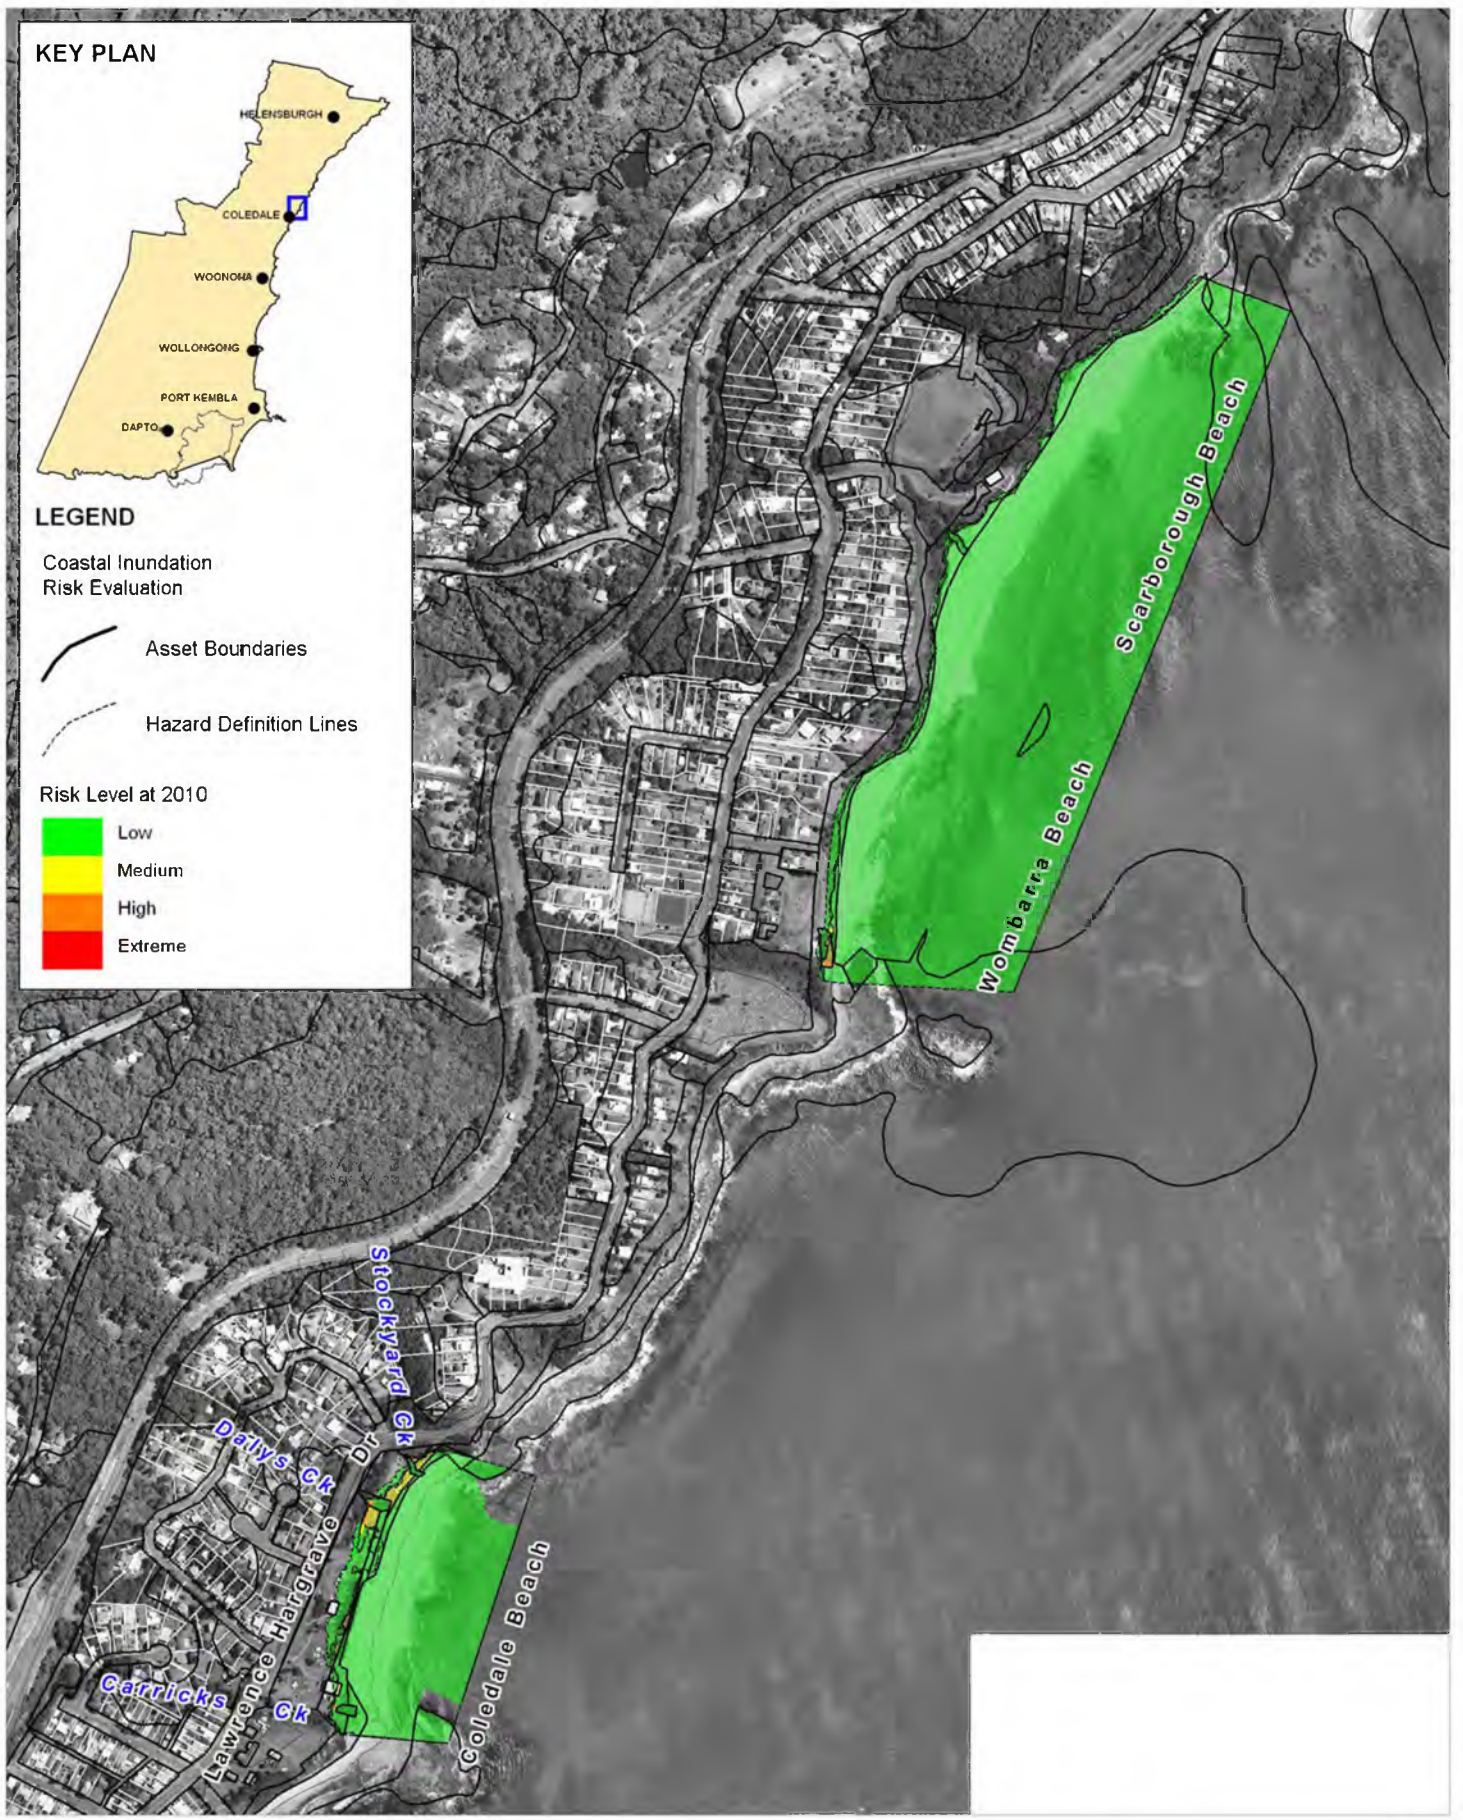 KEY PLAN
HELENSBURGH
COLEDALE
WOONONA
WOLLONGONG
PORT KEMBLA
DAPTO
LEGEND
Coastal Inundation
Risk Evaluation
Asset Boundaries
Hazard Definition Lines
Risk Level at 2010
Low
Medium
High
Extreme
Scarborough Beach
Wombarra Beach
Stockyard Ck
Dalys Ck
Lawrence Hargrave Dr
Carricks Ck
Coledale Beach